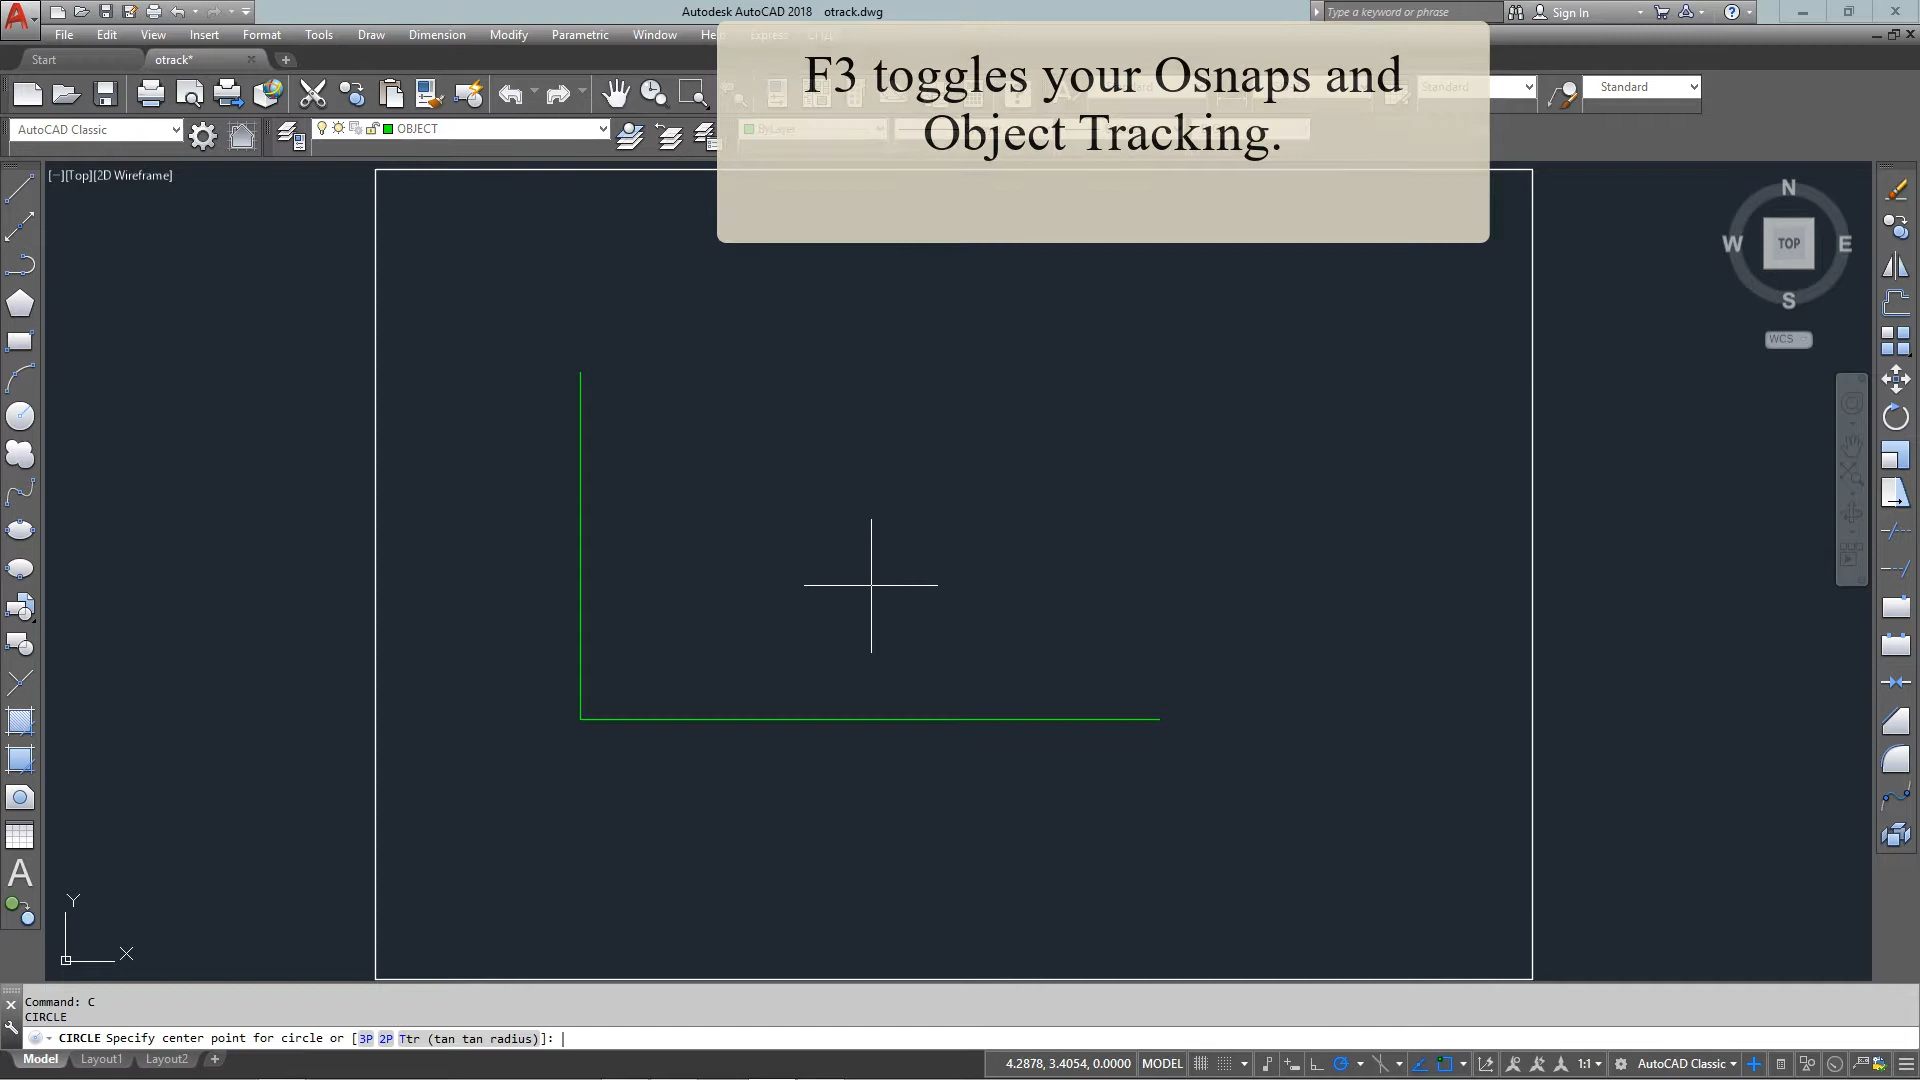 Autodesk AutoCAD 2018 otrack.dwg
Type a keyword or phrase
Sign In
File Edit View Insert Format Tools Draw Dimension Modify Parametric Window Help Express
Start
otrack*
F3 toggles your Osnaps and
Object Tracking.
Standard
Standard
AutoCAD Classic
OBJECT
ByLayer
[−][Top][2D Wireframe]
N
W
TOP
E
S
WCS
A
Y
X
Command: C
CIRCLE
CIRCLE Specify center point for circle or [3P 2P Ttr (tan tan radius)]:
Model Layout1 Layout2
4.2878, 3.4054, 0.0000 MODEL
1:1
AutoCAD Classic